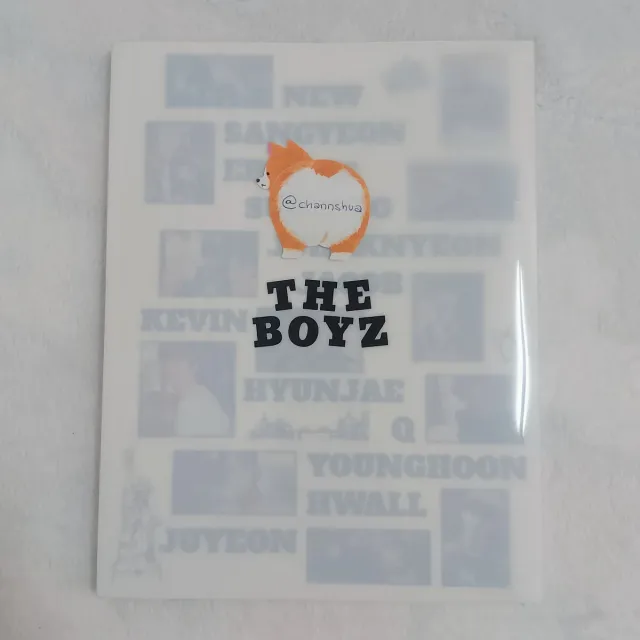 NEW
SANGYEON
@channshua
THE
BOYZ
KEVIN
HYUNJAE
Q
YOUNGHOON
HWALL
JUYEON